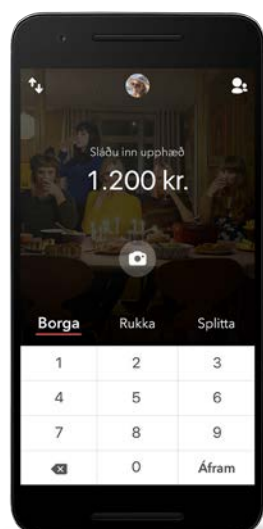 Sláðu inn upphæð
1.200 kr.
Borga Rukka Splitta
1 2 3
4 5 6
7 8 9
0 Áfram